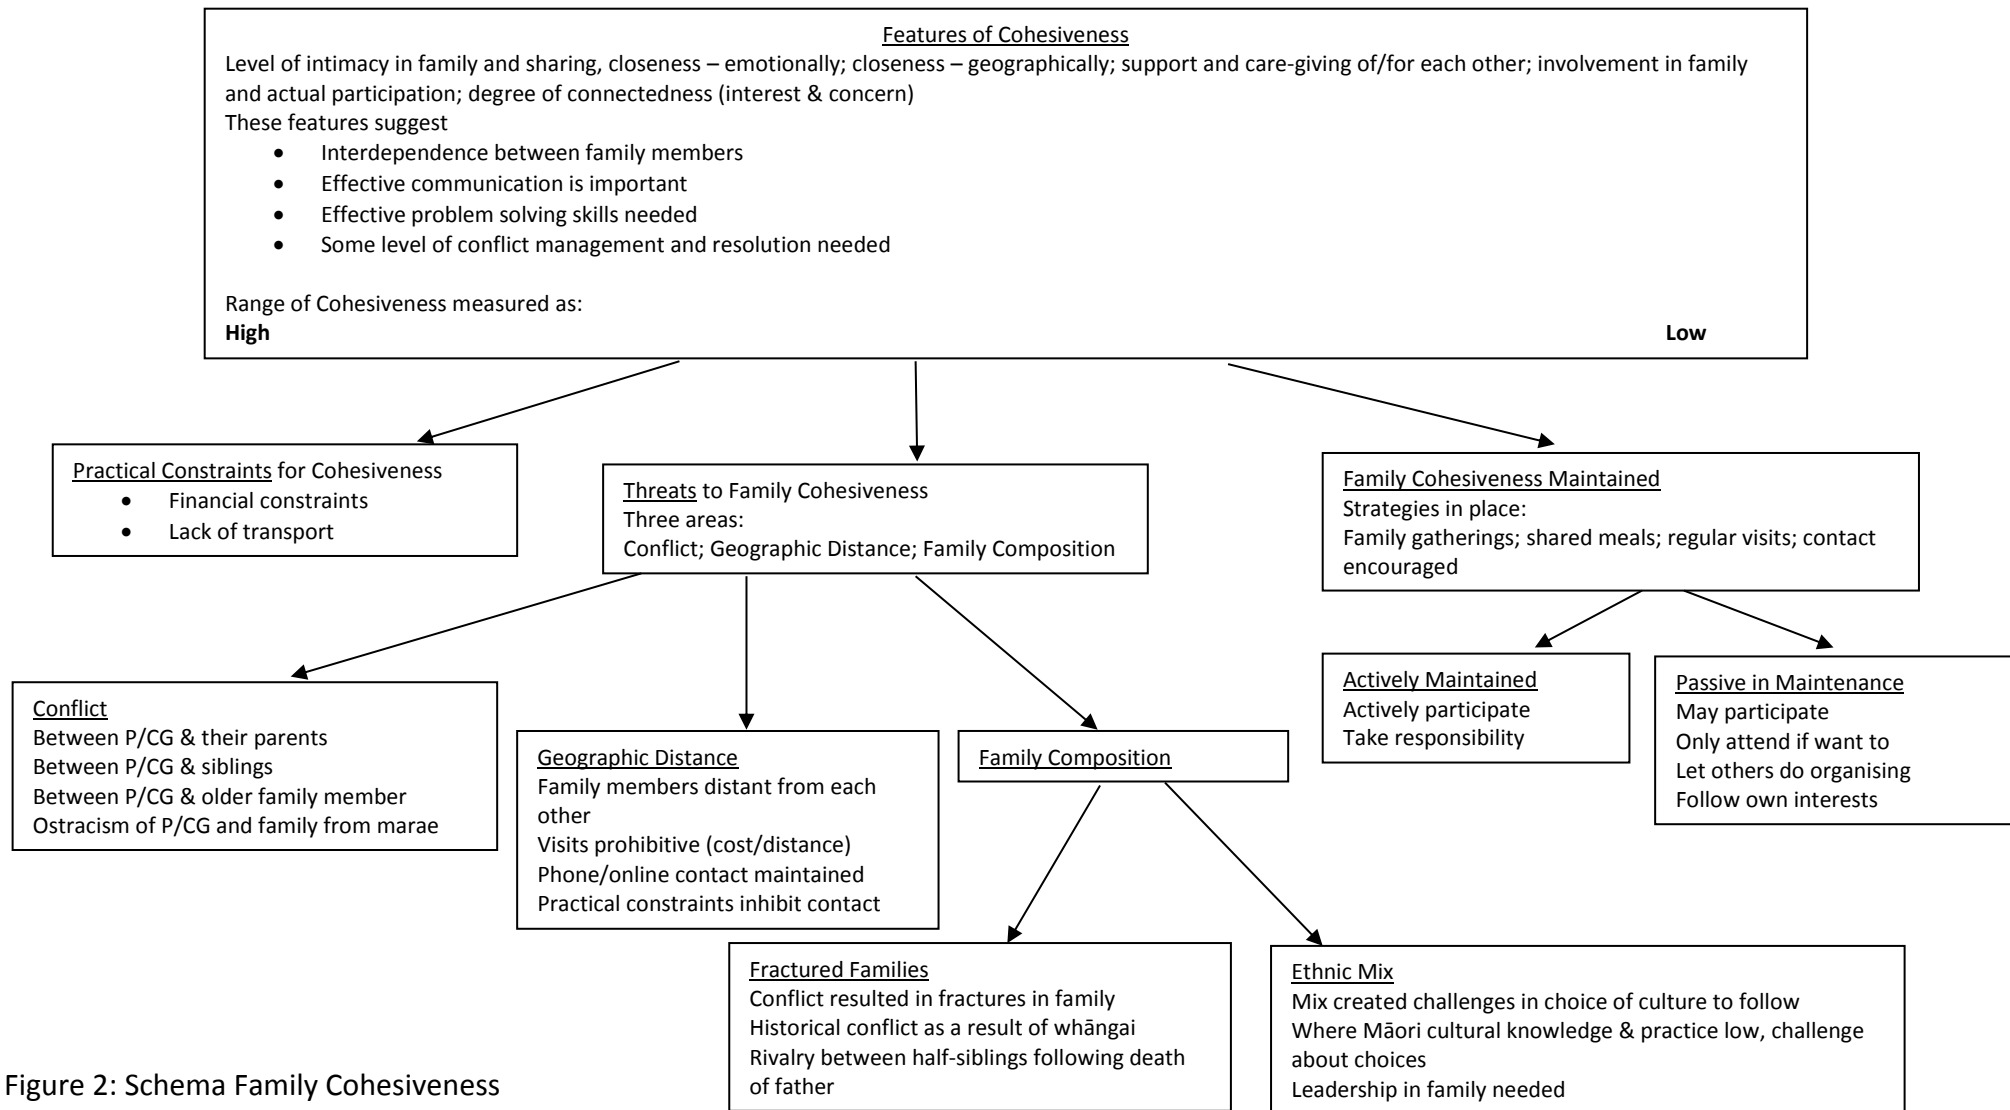 Features of Cohesiveness
Level of intimacy in family and sharing, closeness – emotionally; closeness – geographically; support and care-giving of/for each other; involvement in family
and actual participation; degree of connectedness (interest & concern)
These features suggest
• Interdependence between family members
• Effective communication is important
• Effective problem solving skills needed
• Some level of conflict management and resolution needed
Range of Cohesiveness measured as:
High Low
Practical Constraints for Cohesiveness
• Financial constraints
• Lack of transport
Threats to Family Cohesiveness
Three areas:
Conflict; Geographic Distance; Family Composition
Family Cohesiveness Maintained
Strategies in place:
Family gatherings; shared meals; regular visits; contact
encouraged
Conflict
Between P/CG & their parents
Between P/CG & siblings
Between P/CG & older family member
Ostracism of P/CG and family from marae
Geographic Distance
Family members distant from each
other
Visits prohibitive (cost/distance)
Phone/online contact maintained
Practical constraints inhibit contact
Family Composition
Actively Maintained
Actively participate
Take responsibility
Passive in Maintenance
May participate
Only attend if want to
Let others do organising
Follow own interests
Fractured Families
Conflict resulted in fractures in family
Historical conflict as a result of whāngai
Rivalry between half-siblings following death
of father
Ethnic Mix
Mix created challenges in choice of culture to follow
Where Māori cultural knowledge & practice low, challenge
about choices
Leadership in family needed
Figure 2: Schema Family Cohesiveness